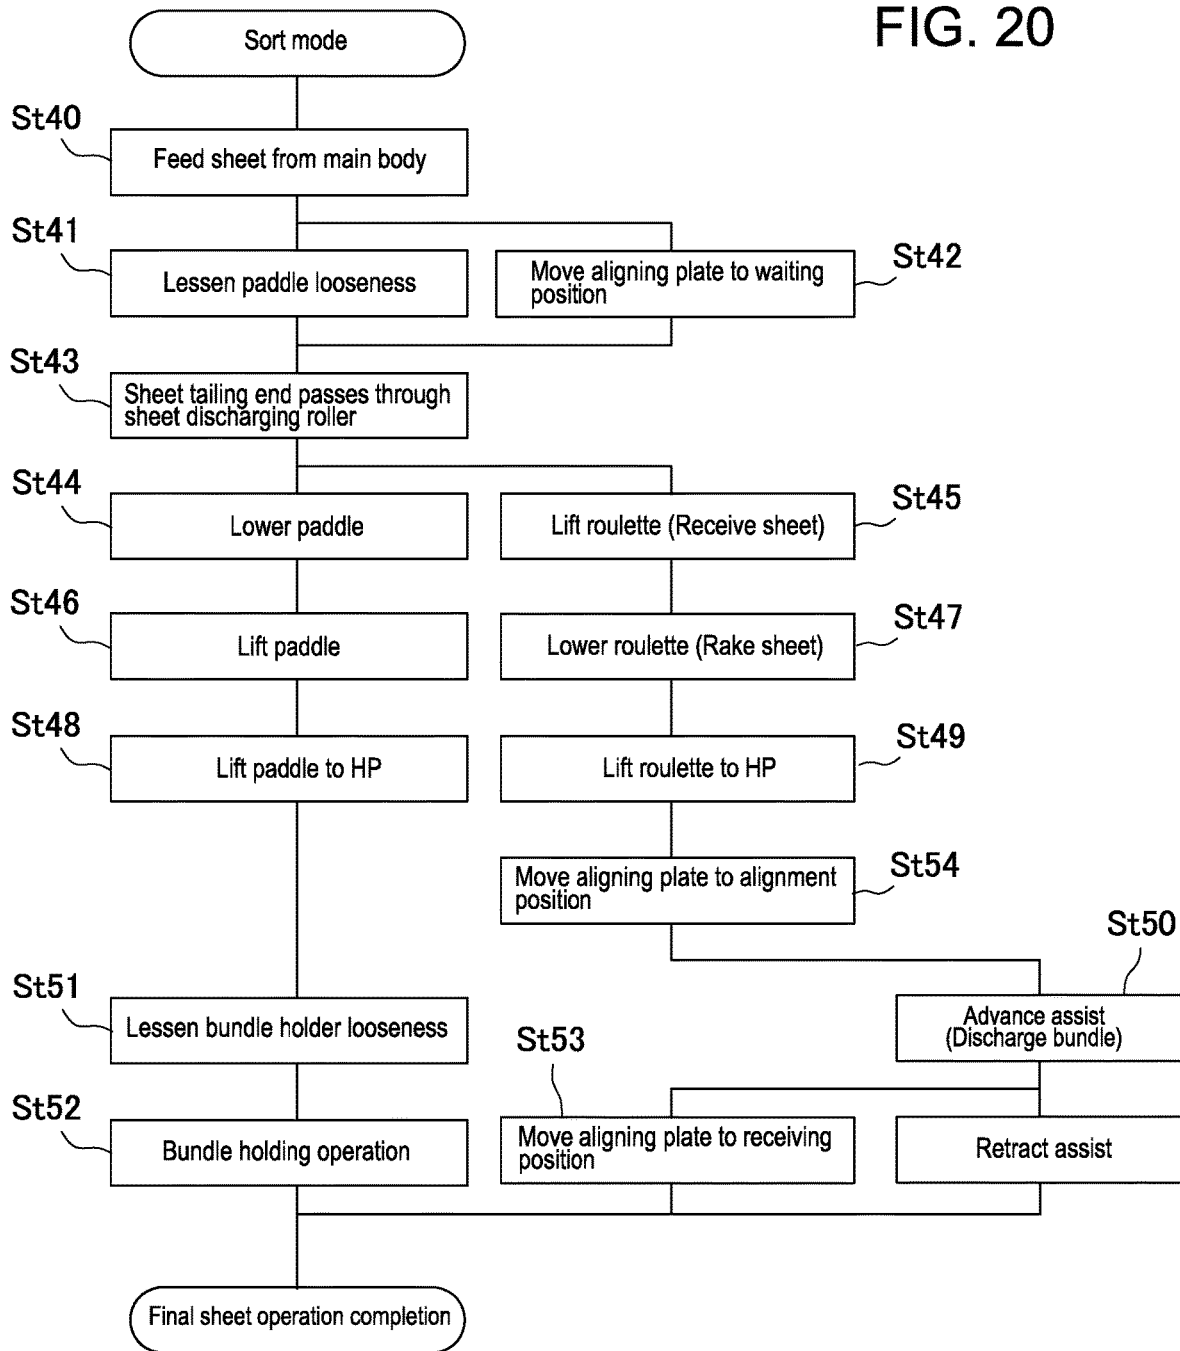 FIG. 20
Sort mode
St40
Feed sheet from main body
St41
Lessen paddle looseness
Move aligning plate to waiting
position
St42
St43
Sheet tailing end passes through
sheet discharging roller
St44
Lower paddle
Lift roulette (Receive sheet)
St45
St46
Lift paddle
Lower roulette (Rake sheet)
St47
St48
Lift paddle to HP
Lift roulette to HP
St49
Move aligning plate to alignment
position
St54
St50
Advance assist
(Discharge bundle)
St51
Lessen bundle holder looseness
St53
St52
Bundle holding operation
Move aligning plate to receiving
position
Retract assist
Final sheet operation completion